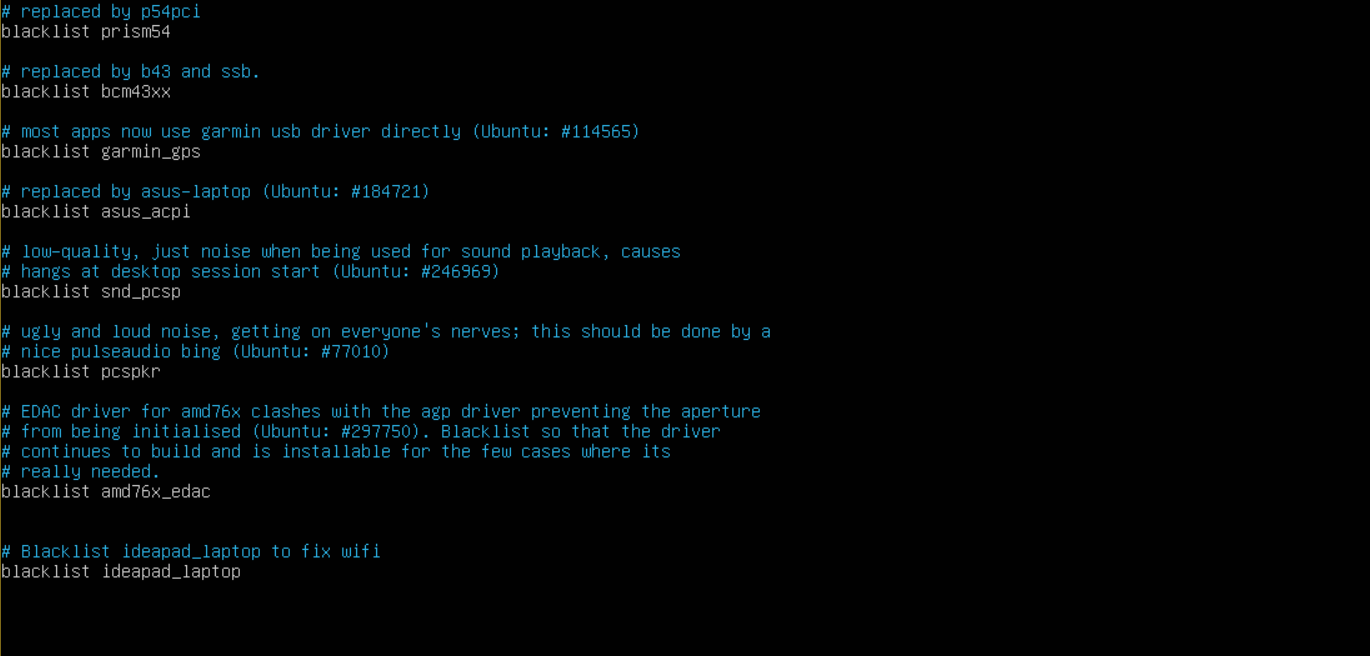 # replaced by p54pci
blacklist prism54
# replaced by b43 and ssb.
blacklist bcm43xx
# most apps now use garmin usb driver directly (Ubuntu: #114565)
blacklist garmin_gps
# replaced by asus-laptop (Ubuntu: #184721)
blacklist asus_acpi
# low-quality, just noise when being used for sound playback, causes
# hangs at desktop session start (Ubuntu: #246969)
blacklist snd_pcsp
# ugly and loud noise, getting on everyone's nerves; this should be done by a
# nice pulseaudio bing (Ubuntu: #77010)
blacklist pcspkr
# EDAC driver for amd76x clashes with the agp driver preventing the aperture
# from being initialised (Ubuntu: #297750). Blacklist so that the driver
# continues to build and is installable for the few cases where its
# really needed.
blacklist amd76x_edac
# Blacklist ideapad_laptop to fix wifi
blacklist ideapad_laptop